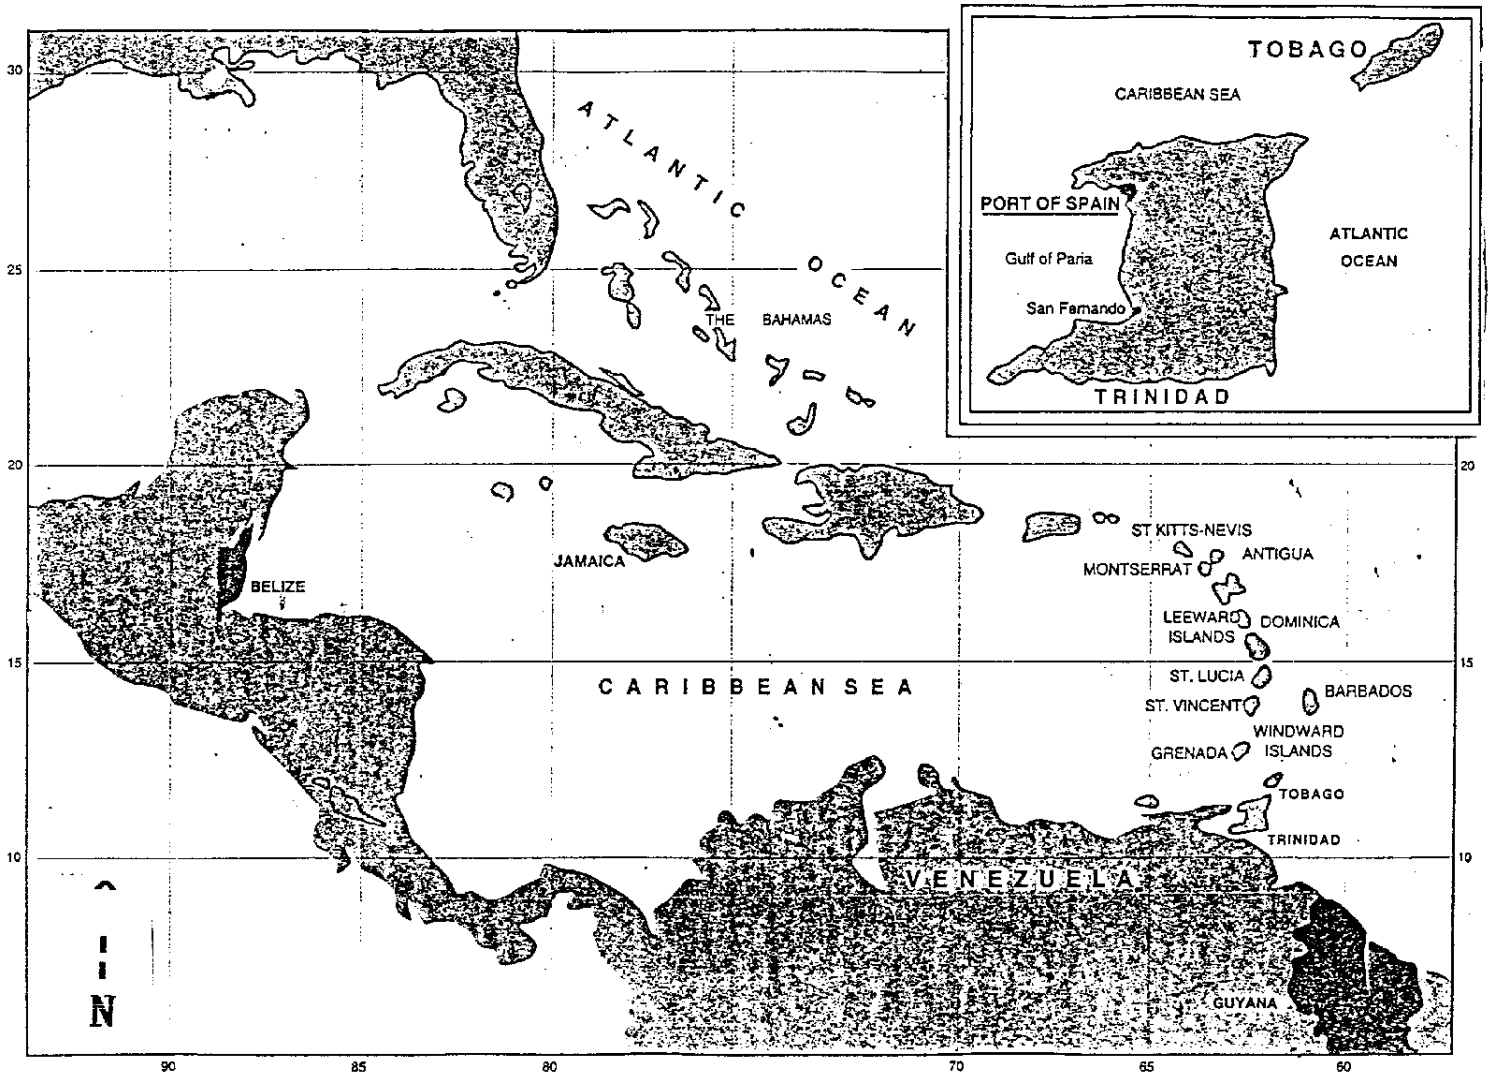 TOBAGO
CARIBBEAN SEA
PORT OF SPAIN
ATLANTIC
OCEAN
Gulf of Paria
San Fernando
TRINIDAD
30
ATLANTIC
OCEAN
25
THE BAHAMAS
20
20
ST KITTS-NEVIS
JAMAICA
ANTIGUA
MONTSERRAT
BELIZE
LEEWARD
ISLANDS
DOMINICA
15
15
CARIBBEAN SEA
ST. LUCIA
BARBADOS
ST. VINCENT
WINDWARD
ISLANDS
GRENADA
TOBAGO
TRINIDAD
10
10
VENEZUELA
N
GUYANA
90
85
80
70
65
60